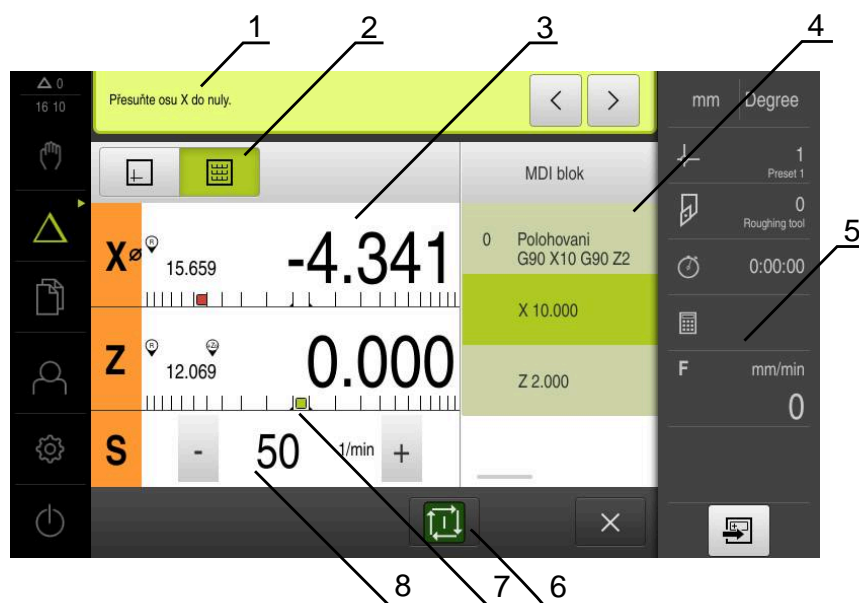 1
2
3
4
0
16 10
Přesuňte osu X do nuly.
mm Degree
1
Preset 1
MDI blok
0
Roughing tool
5
X ø R 15.659 -4.341
0 Polohovani
G90 X10 G90 Z2
0:00:00
X 10.000
Z R 12.069 0.000
F mm/min
0
Z 2.000
S - 50 1/min +
8
7
6